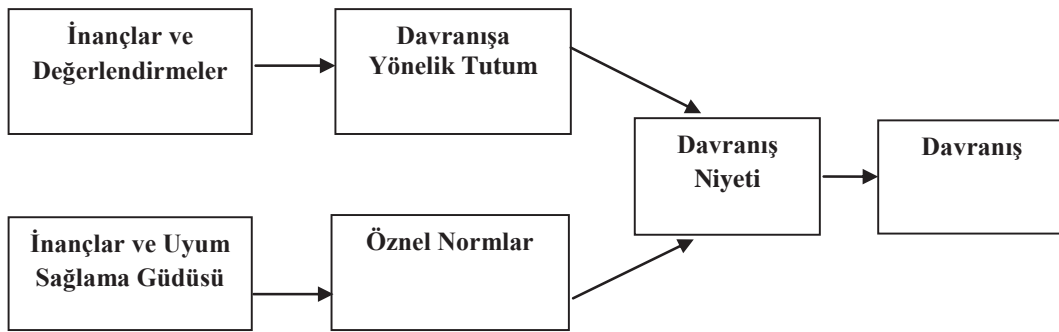 İnançlar ve
Değerlendirmeler
Davranışa
Yönelik Tutum
Davranış
Niyeti
Davranış
İnançlar ve Uyum
Sağlama Güdüsü
Öznel Normlar